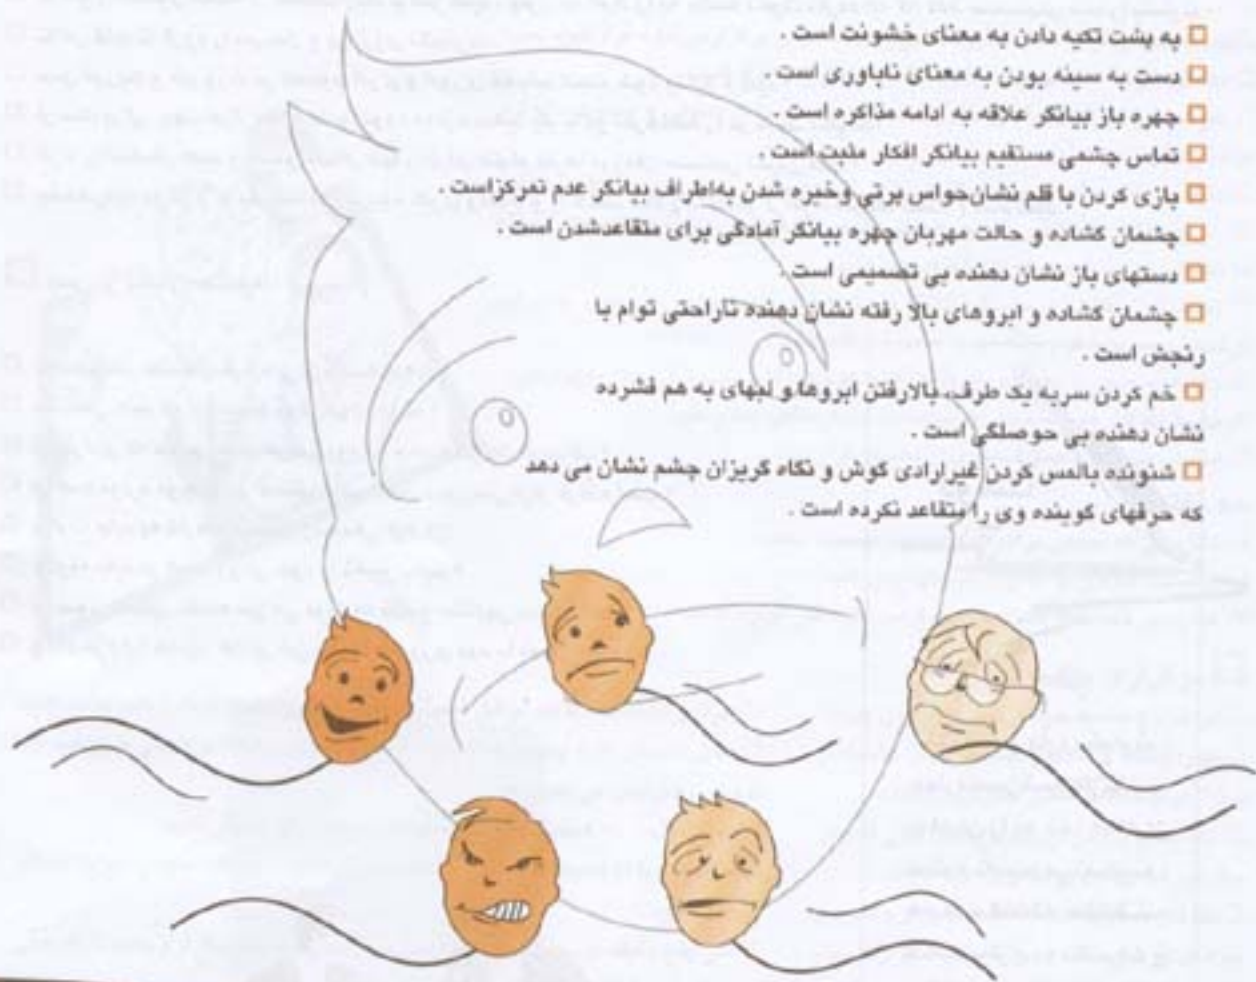 □ به پشت تکیه دادن به معنای خشونت است .
□ دست به سینه بودن به معنای ناباوری است .
□ چهره باز بیانگر علاقه به ادامه مذاکره است .
□ تماس چشمی مستقیم بیانگر افکار مثبت است .
□ بازی کردن با قلم نشان‌حواس پرتی وخیره شدن به‌اطراف بیانگر عدم تمرکزاست .
□ چشمان گشاده و حالت مهربان چهره بیانگر آمادگی برای متقاعدشدن است .
□ دستهای باز نشان دهنده بی تصمیمی است .
□ چشمان گشاده و ابروهای بالا رفته نشان دهنده ناراحتی توام با
رنجش است .
□ خم کردن سربه یک طرف، بالارفتن ابروها و لبهای به هم فشرده
نشان دهنده بی حوصلگی است .
□ شنونده بالمس کردن غیرارادی گوش و نگاه گریزان چشم نشان می دهد
که حرفهای گوینده وی را متقاعد نکرده است .